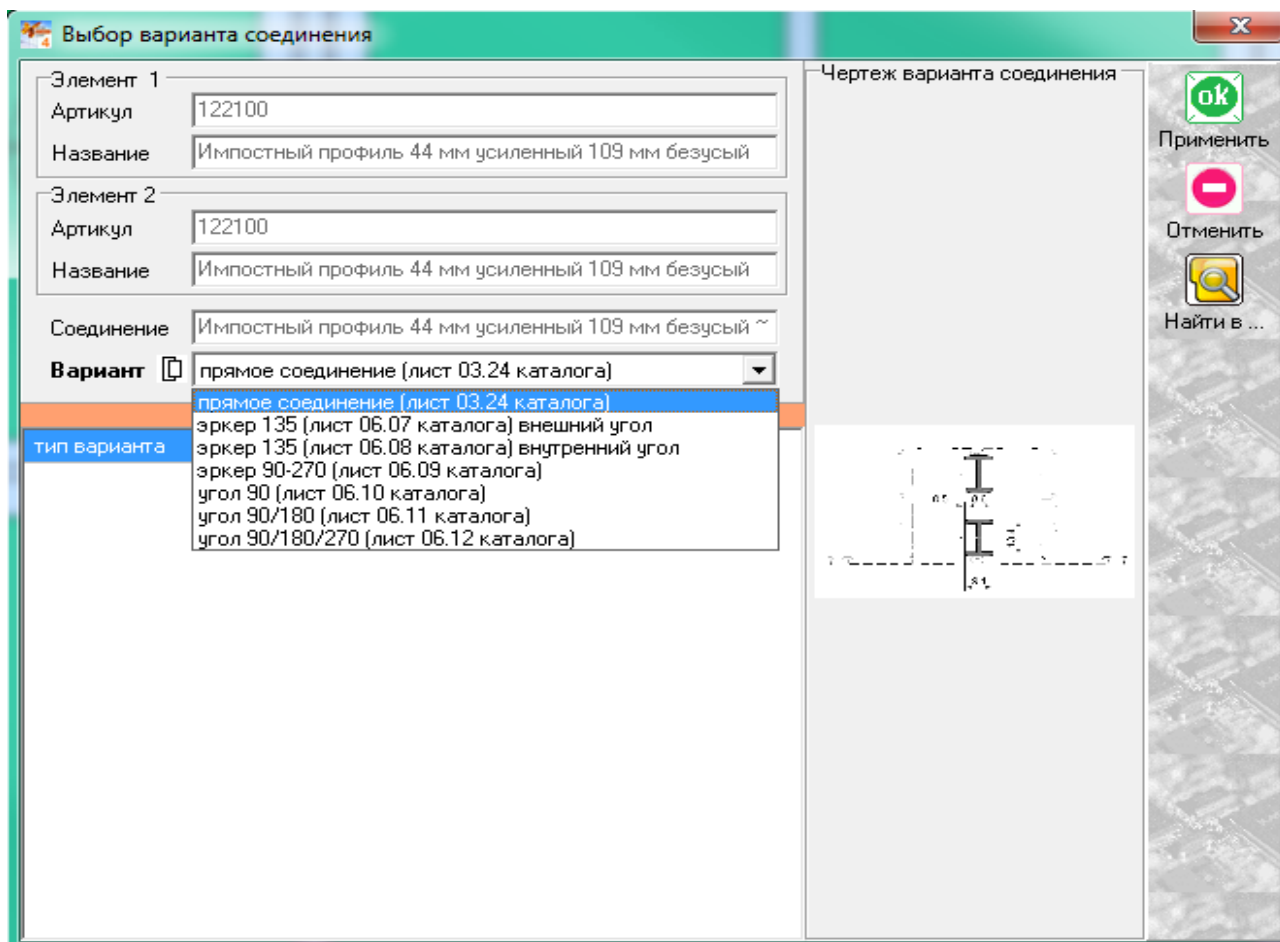 Выбор варианта соединения
Элемент 1
Артикул 122100
Название Импостный профиль 44 мм усиленный 109 мм безусый
Элемент 2
Артикул 122100
Название Импостный профиль 44 мм усиленный 109 мм безусый
Соединение Импостный профиль 44 мм усиленный 109 мм безусый ~
Вариант прямое соединение (лист 03.24 каталога)
прямое соединение (лист 03.24 каталога)
эркер 135 (лист 06.07 каталога) внешний угол
эркер 135 (лист 06.08 каталога) внутренний угол
эркер 90-270 (лист 06.09 каталога)
угол 90 (лист 06.10 каталога)
угол 90/180 (лист 06.11 каталога)
угол 90/180/270 (лист 06.12 каталога)
тип варианта
Чертеж варианта соединения
ok
Применить
Отменить
Найти в ...